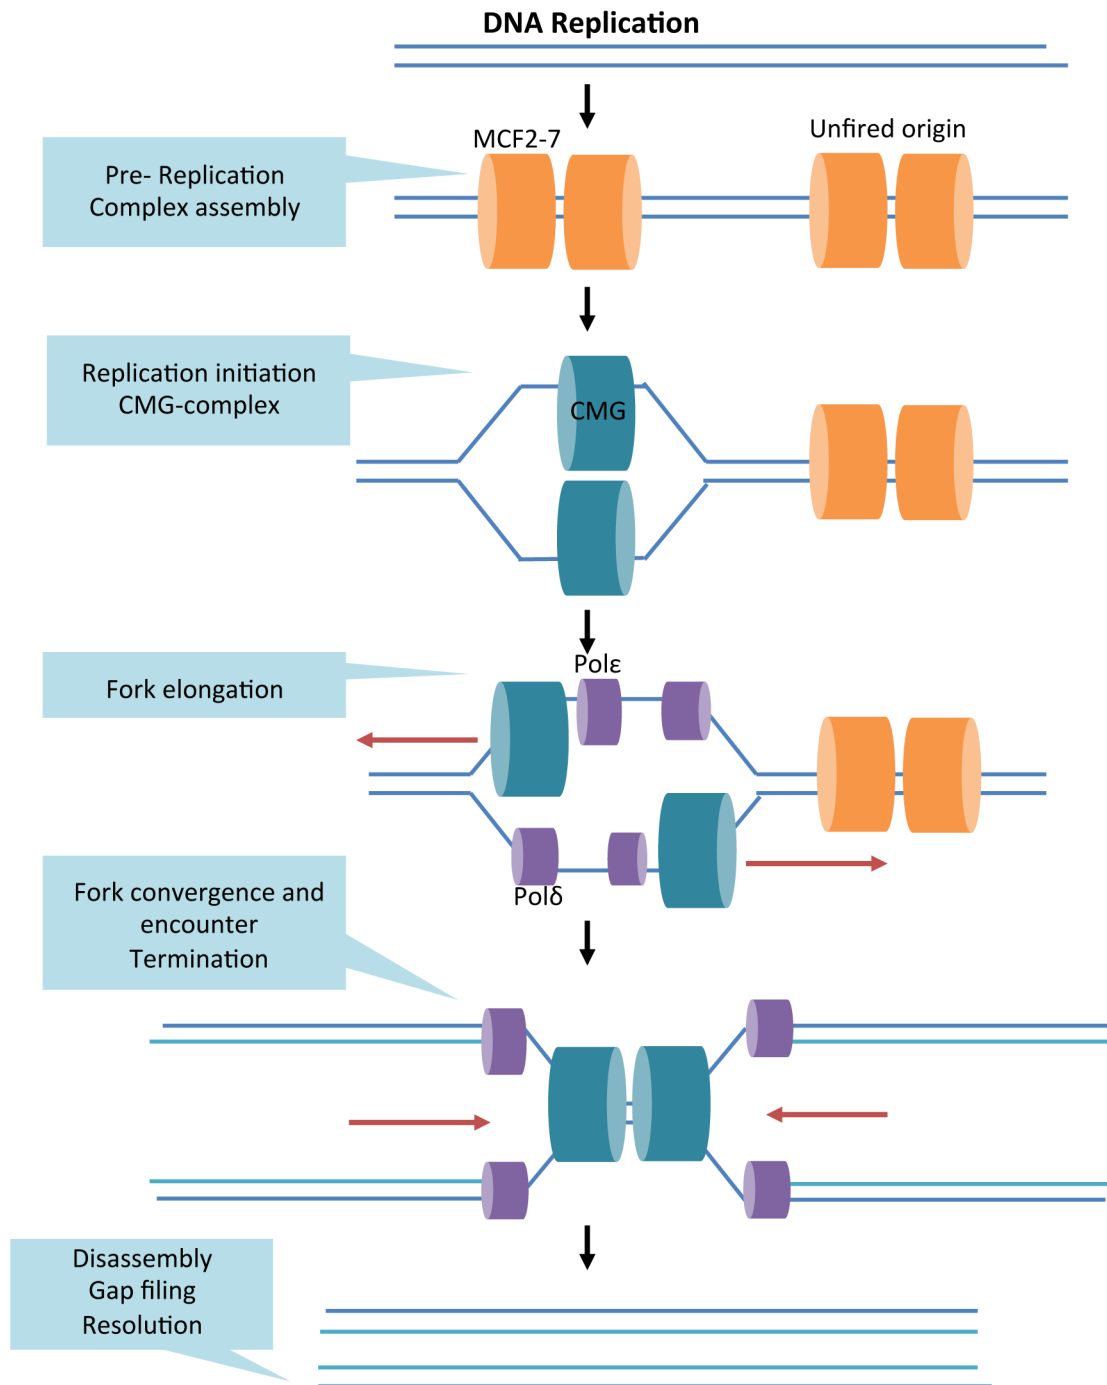 DNA Replication
MCF2-7
Unfired origin
Pre- Replication
Complex assembly
Replication initiation
CMG-complex
CMG
Polε
Fork elongation
Polδ
Fork convergence and
encounter
Termination
Disassembly
Gap filing
Resolution